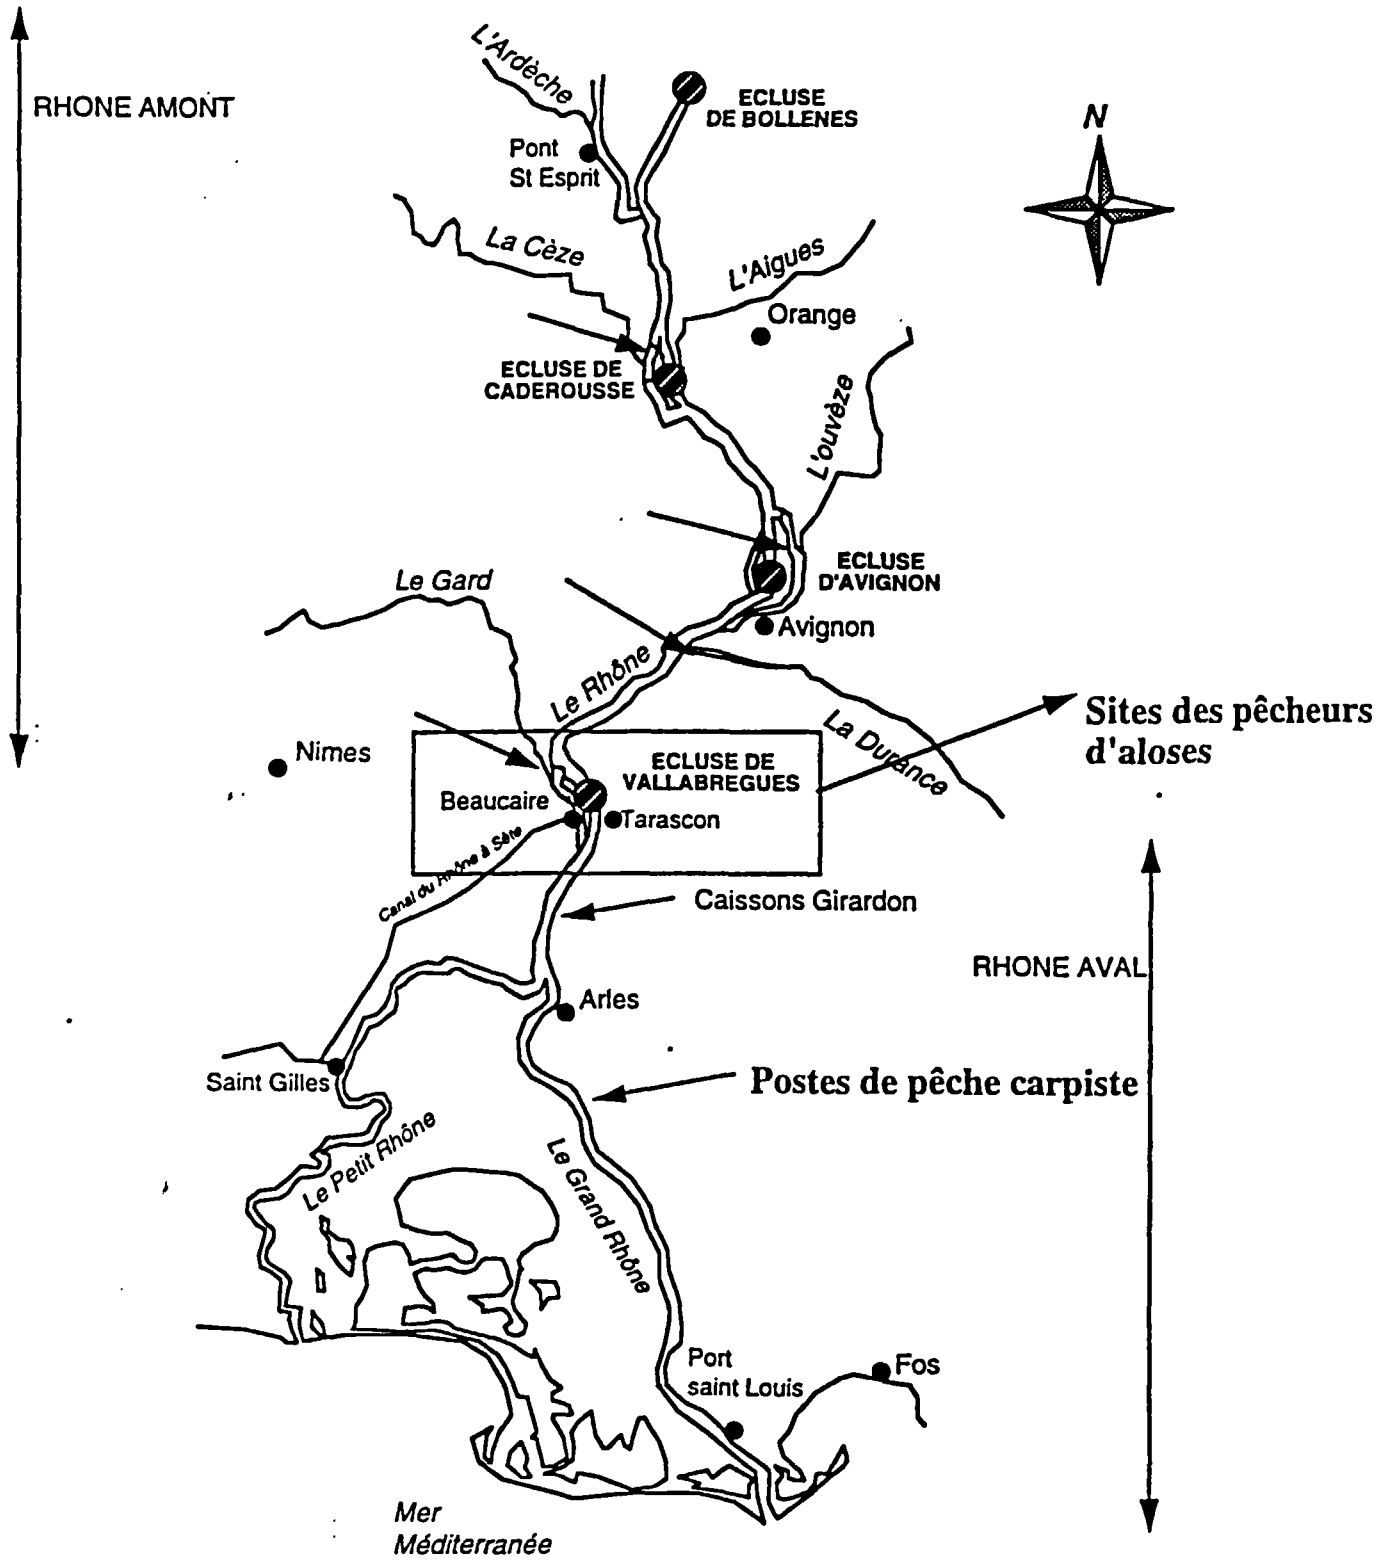 L'Ardèche
RHONE AMONT
ECLUSE
DE BOLLENES
N
Pont
St Esprit
La Cèze
L'Aigues
Orange
ECLUSE DE
CADEROUSSE
L'ouvèze
ECLUSE
D'AVIGNON
Le Gard
Avignon
Le Rhône
La Durance
Sites des pêcheurs
d'aloses
Nimes
ECLUSE DE
VALLABREGUES
Beaucaire
Tarascon
Canal du Rhône à Sète
Caissons Girardon
RHONE AVAL
Arles
Saint Gilles
Postes de pêche carpiste
Le Petit Rhône
Le Grand Rhône
Port
saint Louis
Fos
Mer
Méditerranée